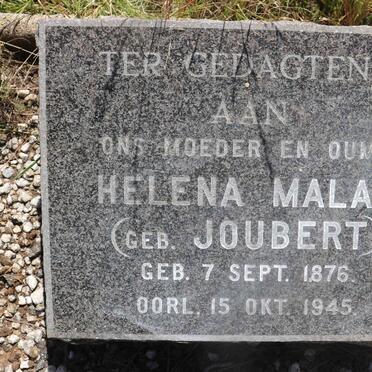 TER GEDAGTEN
AAN
ONS MOEDER EN OUM
HELENA MALA
(GEB. JOUBERT)
GEB. 7 SEPT. 1876.
OORL. 15 OKT. 1945.